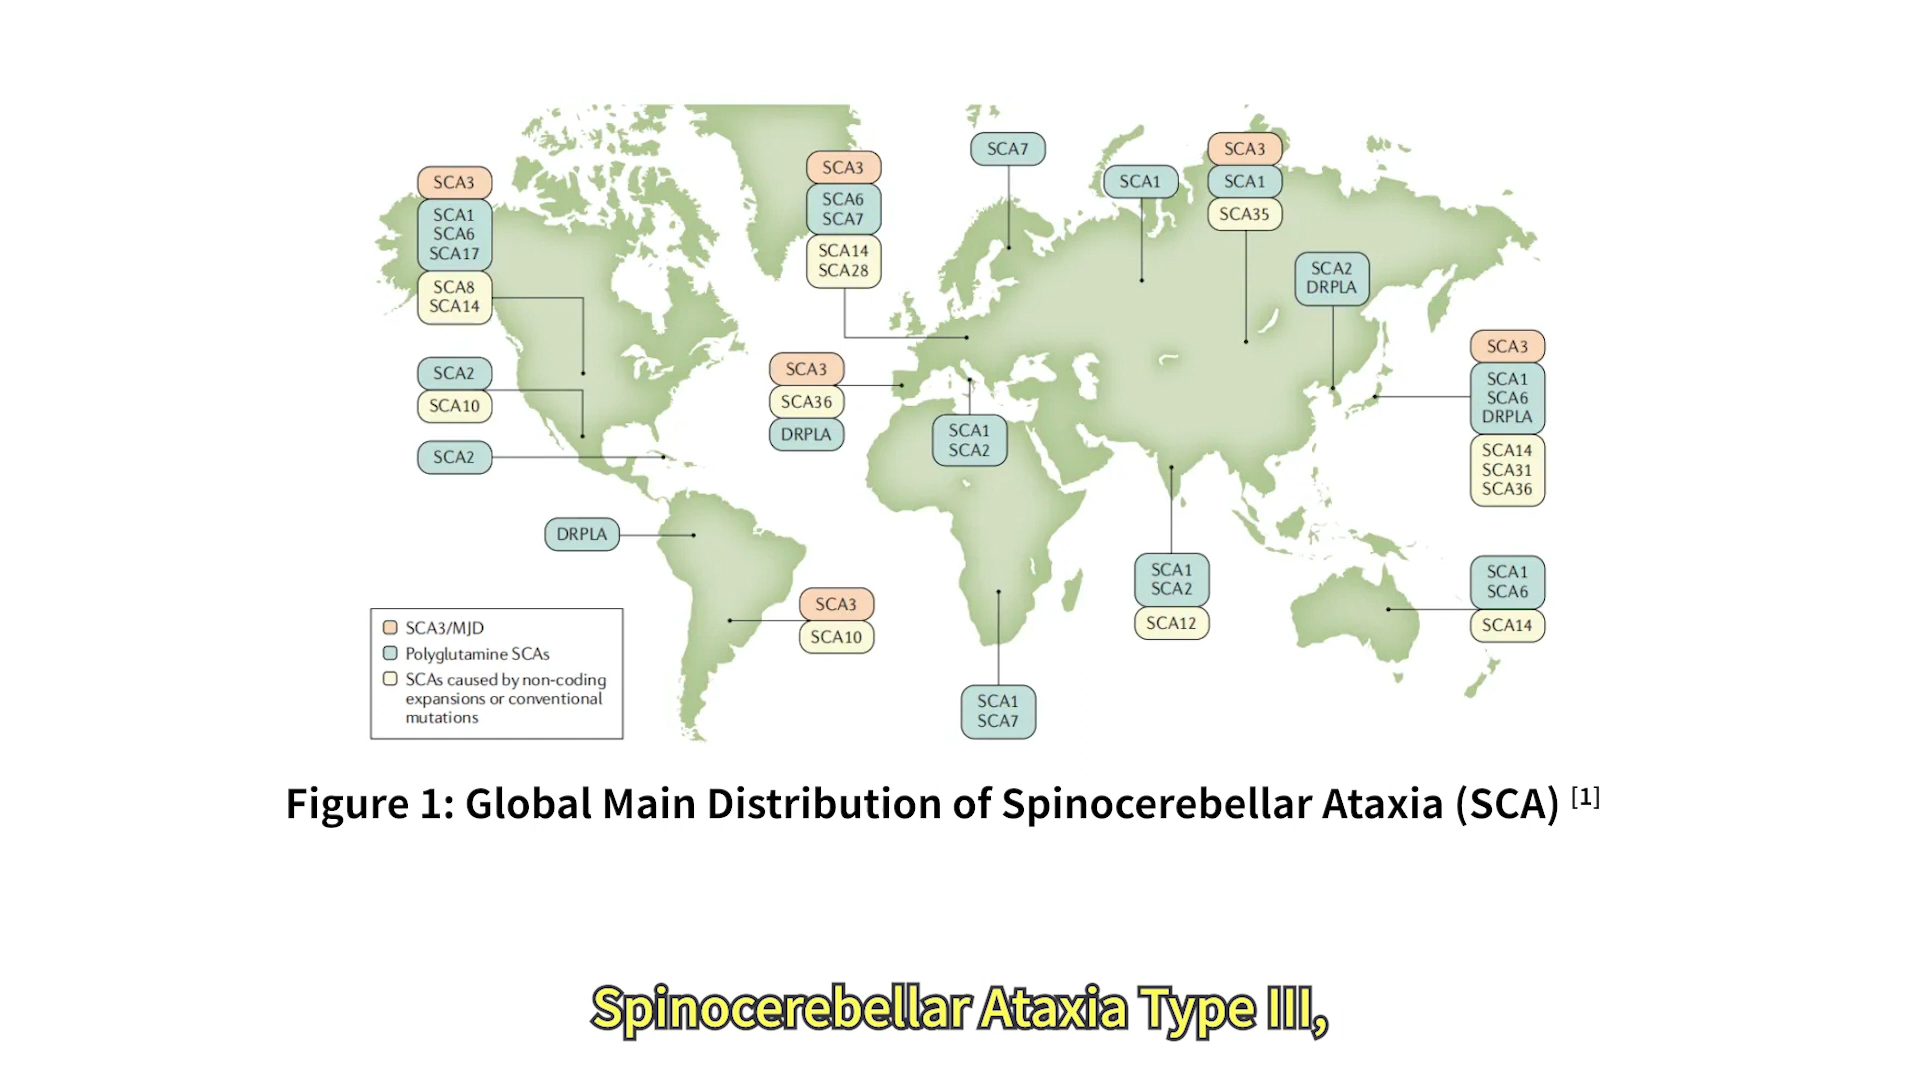 SCA3
SCA1
SCA6
SCA17
SCA8
SCA14
SCA2
SCA10
SCA2
DRPLA
SCA3
SCA6
SCA7
SCA14
SCA28
SCA3
SCA36
DRPLA
SCA3
SCA10
SCA7
SCA1
SCA2
SCA1
SCA7
SCA1
SCA3
SCA1
SCA35
SCA2
DRPLA
SCA1
SCA2
SCA12
SCA3
SCA1
SCA6
DRPLA
SCA14
SCA31
SCA36
SCA1
SCA6
SCA14
SCA3/MJD
Polyglutamine SCAs
SCAs caused by non-coding
expansions or conventional
mutations
Figure 1: Global Main Distribution of Spinocerebellar Ataxia (SCA) [1]
Spinocerebellar Ataxia Type III,